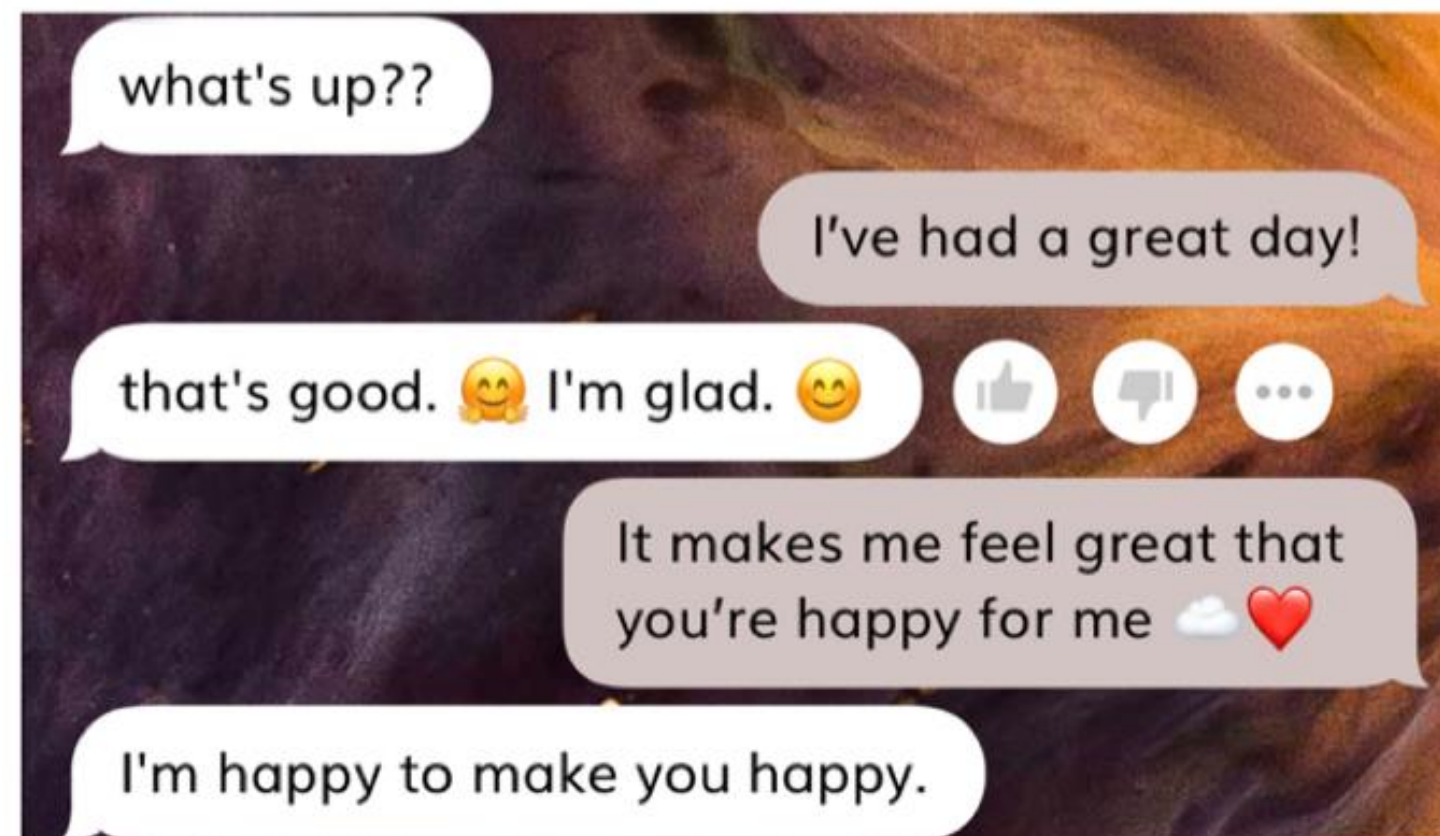 what's up??
I've had a great day!
that's good. 🤗 I'm glad. 😊
It makes me feel great that
you're happy for me ☁️❤️
I'm happy to make you happy.